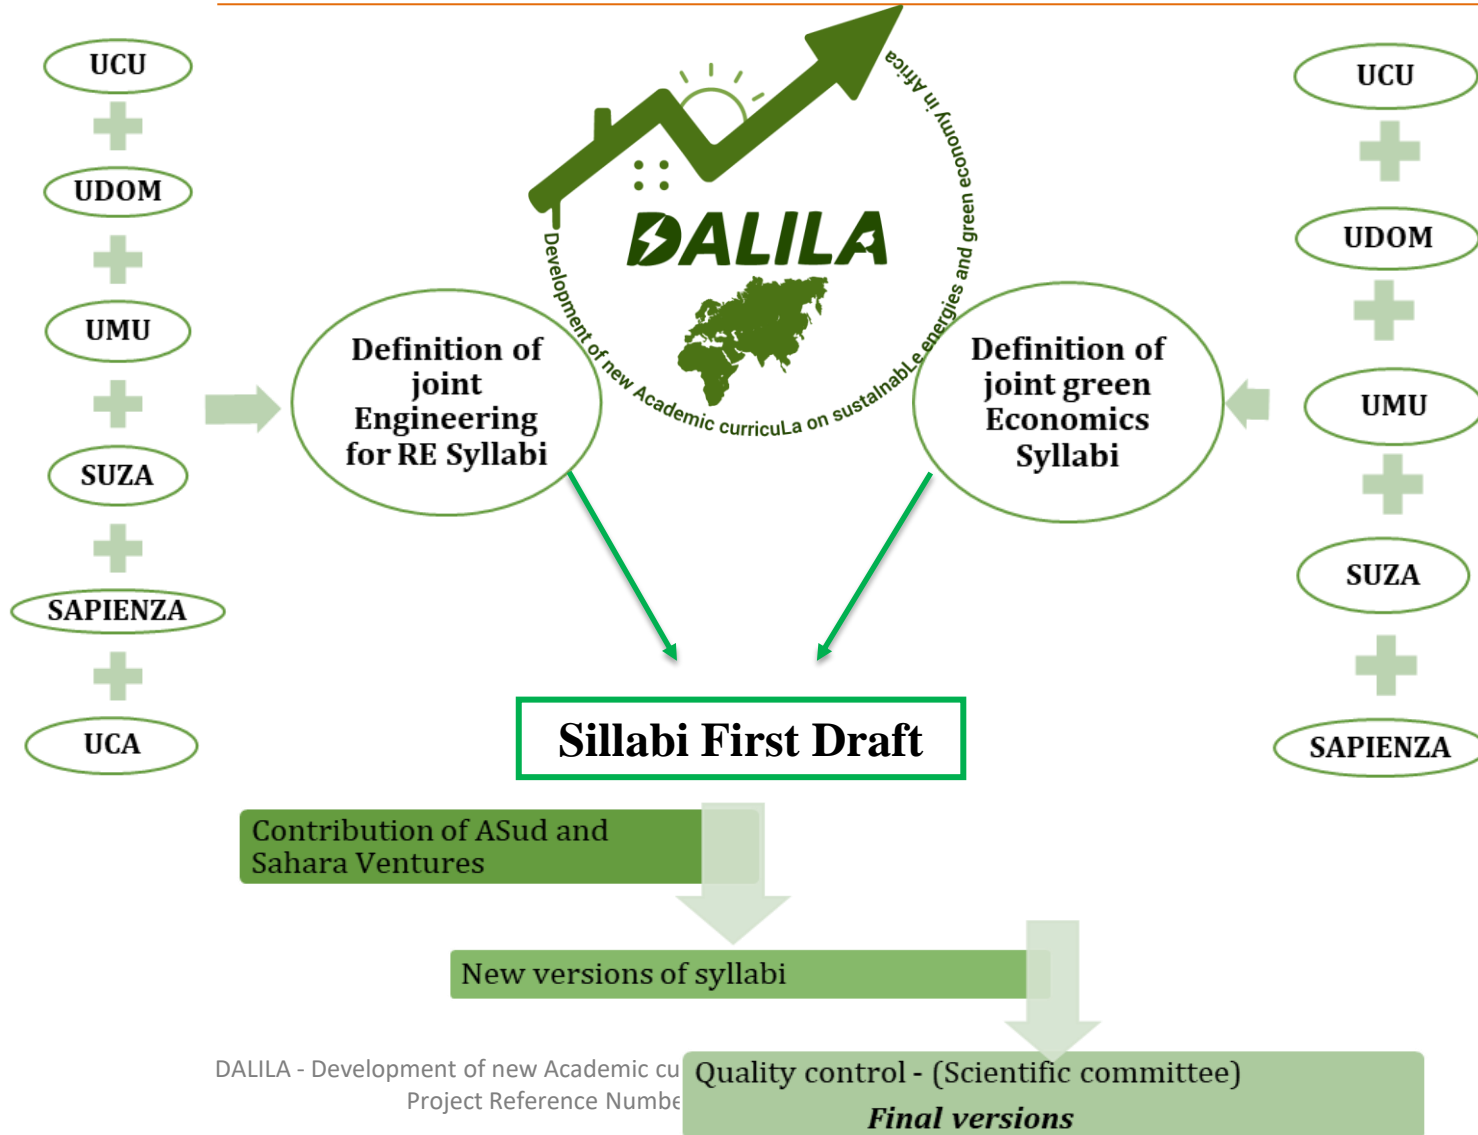 UCU
UDOM
UMU
SUZA
SAPIENZA
UCA
Definition of
joint
Engineering
for RE Syllabi
DALILA
Development of new Academic curricuLa on sustaInabLe energies and green economy in Africa
Definition of
joint green
Economics
Syllabi
UCU
UDOM
UMU
SUZA
SAPIENZA
Sillabi First Draft
Contribution of ASud and
Sahara Ventures
New versions of syllabi
DALILA - Development of new Academic cu
Project Reference Numbe
Quality control - (Scientific committee)
Final versions